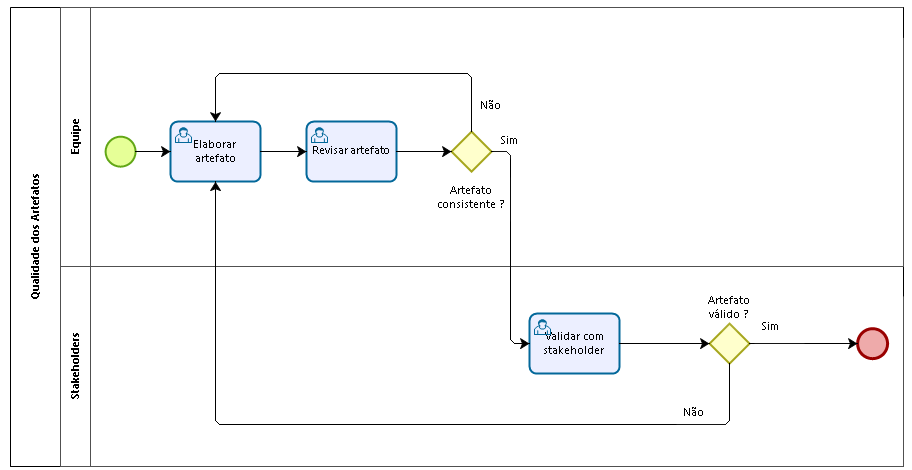 Qualidade dos Artefatos
Equipe
Elaborar
artefato
Revisar artefato
Não
Sim
Artefato
consistente ?
Stakeholders
Validar com
stakeholder
Artefato
válido ?
Sim
Não